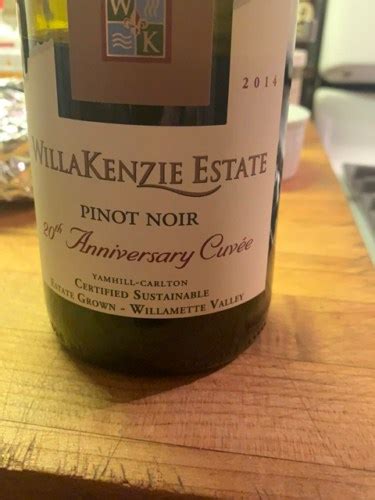 W K
2014
WILLAKENZIE ESTATE
PINOT NOIR
20th Anniversary Cuvée
YAMHILL-CARLTON
CERTIFIED SUSTAINABLE
ESTATE GROWN - WILLAMETTE VALLEY